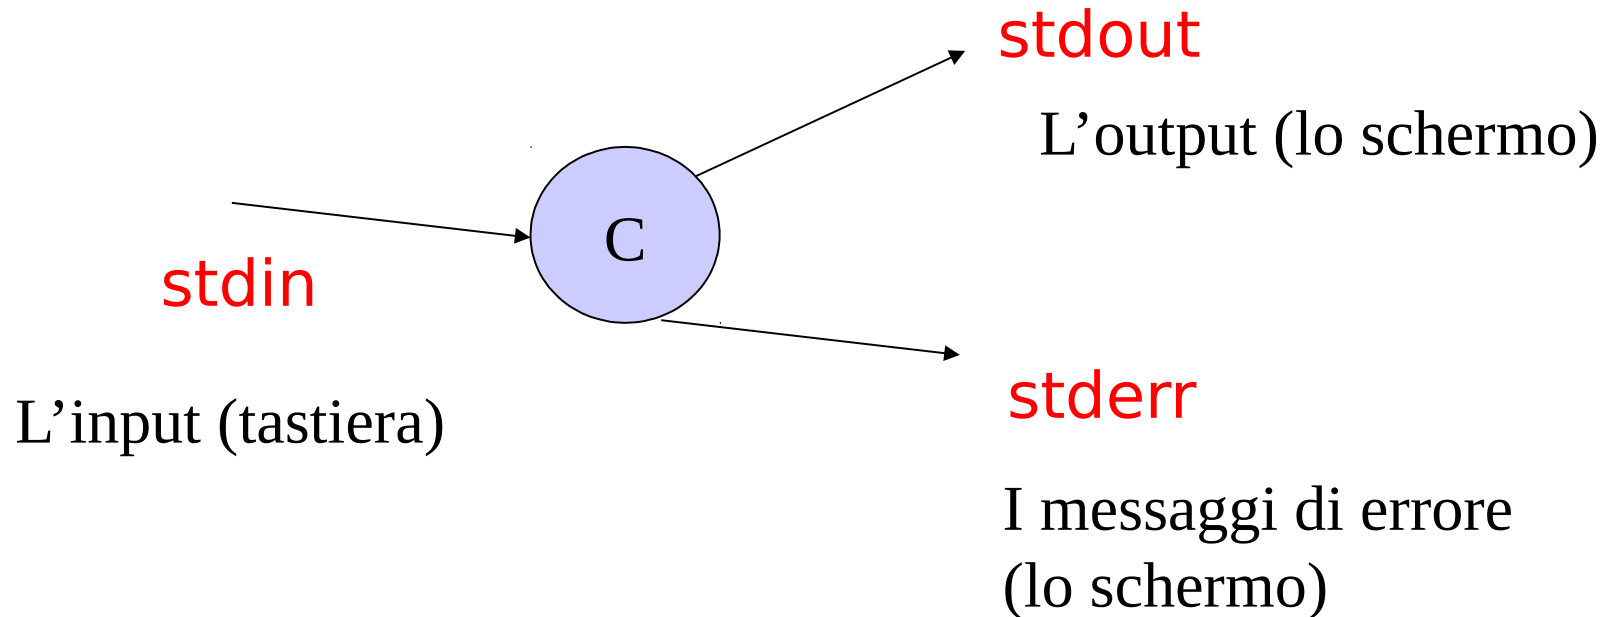 stdout
L’output (lo schermo)
C
stdin
L’input (tastiera)
stderr
I messaggi di errore
(lo schermo)